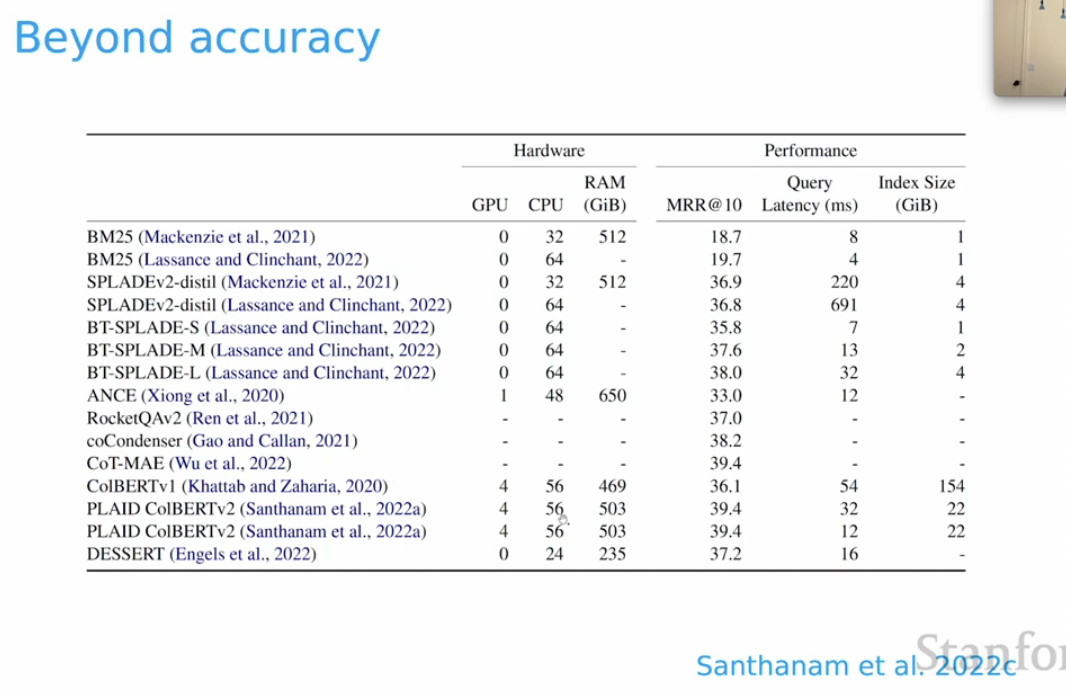 Beyond accuracy
Hardware Performance
RAM Query Index Size
GPU CPU (GiB) MRR@10 Latency (ms) (GiB)
BM25 (Mackenzie et al., 2021) 0 32 512 18.7 8 1
BM25 (Lassance and Clinchant, 2022) 0 64 - 19.7 4 1
SPLADEv2-distil (Mackenzie et al., 2021) 0 32 512 36.9 220 4
SPLADEv2-distil (Lassance and Clinchant, 2022) 0 64 - 36.8 691 4
BT-SPLADE-S (Lassance and Clinchant, 2022) 0 64 - 35.8 7 1
BT-SPLADE-M (Lassance and Clinchant, 2022) 0 64 - 37.6 13 2
BT-SPLADE-L (Lassance and Clinchant, 2022) 0 64 - 38.0 32 4
ANCE (Xiong et al., 2020) 1 48 650 33.0 12 -
RocketQAv2 (Ren et al., 2021) - - - 37.0 - -
coCondenser (Gao and Callan, 2021) - - - 38.2 - -
CoT-MAE (Wu et al., 2022) - - - 39.4 - -
ColBERTv1 (Khattab and Zaharia, 2020) 4 56 469 36.1 54 154
PLAID ColBERTv2 (Santhanam et al., 2022a) 4 56 503 39.4 32 22
PLAID ColBERTv2 (Santhanam et al., 2022a) 4 56 503 39.4 12 22
DESSERT (Engels et al., 2022) 0 24 235 37.2 16 -
Santhanam et al. 2022c
Stanfo